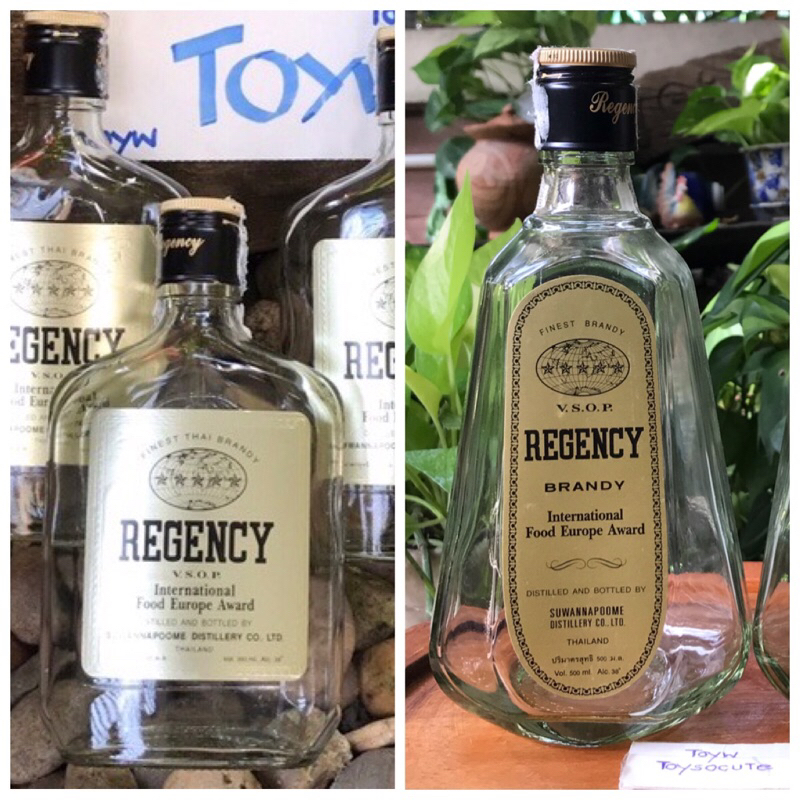 TOYW
Regency
FINEST THAI BRANDY
REGENCY
V.S.O.P.
International
Food Europe Award
DISTILLED AND BOTTLED BY
SUWANNAPOOME DISTILLERY CO. LTD.
THAILAND
Regency
FINEST BRANDY
V.S.O.P.
REGENCY
BRANDY
International
Food Europe Award
DISTILLED AND BOTTLED BY
SUWANNAPOOME
DISTILLERY CO. LTD.
THAILAND
ปริมาตรสุทธิ 500 ม.ล.
Vol. 500 ml. Alc. 38°
TOYW
TOYSOCUTE